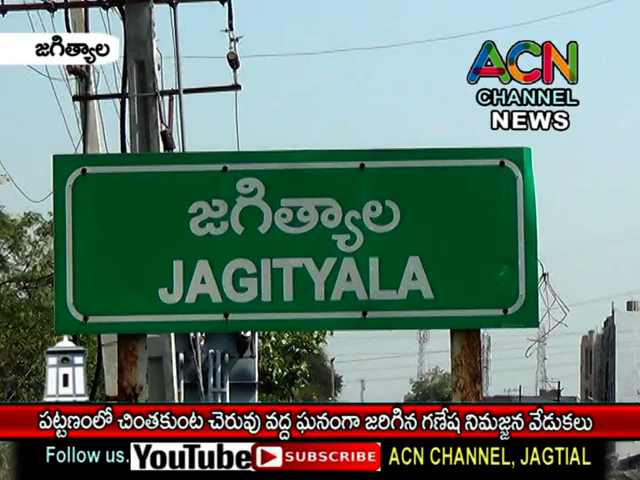 జగిత్యాల
ACN
CHANNEL
NEWS
జగిత్యాల
JAGITYALA
పట్టణంలో చింతకుంట చెరువు వద్ద ఘనంగా జరిగిన గణేష నిమజ్జన వేడుకలు
Follow us. YouTube SUBSCRIBE ACN CHANNEL, JAGTIAL